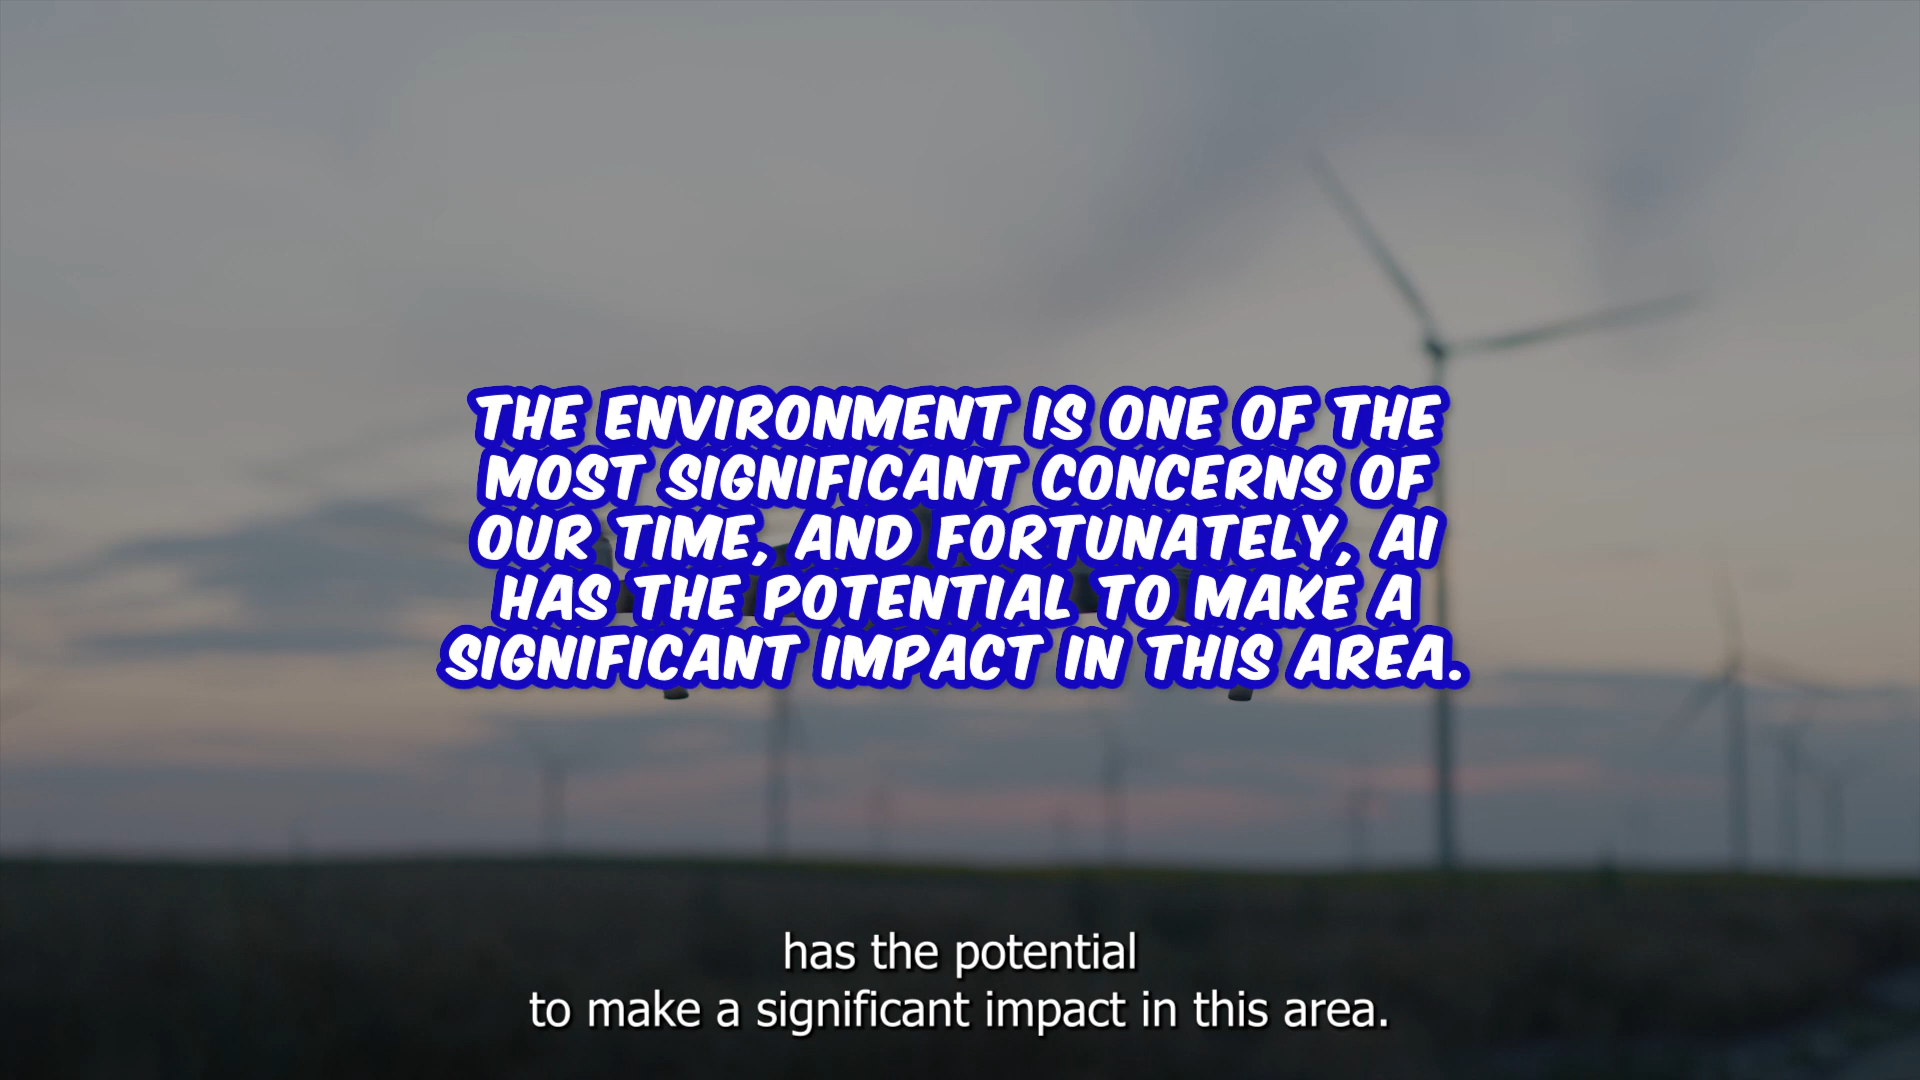 THE ENVIRONMENT IS ONE OF THE
MOST SIGNIFICANT CONCERNS OF
OUR TIME, AND FORTUNATELY, AI
HAS THE POTENTIAL TO MAKE A
SIGNIFICANT IMPACT IN THIS AREA.
has the potential
to make a significant impact in this area.